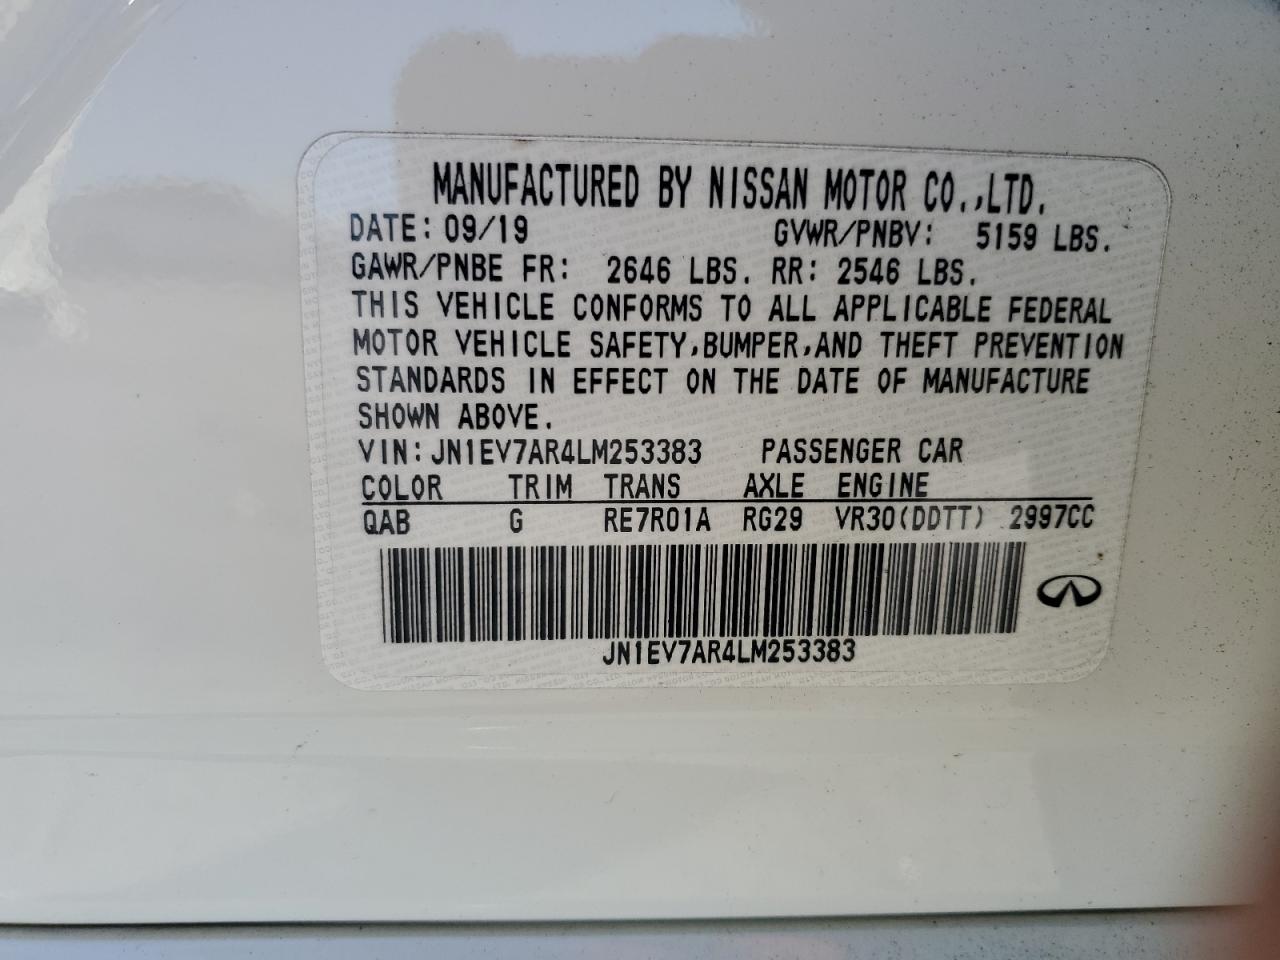 MANUFACTURED BY NISSAN MOTOR CO.,LTD.
DATE: 09/19 GVWR/PNBV: 5159 LBS.
GAWR/PNBE FR: 2646 LBS. RR: 2546 LBS.
THIS VEHICLE CONFORMS TO ALL APPLICABLE FEDERAL
MOTOR VEHICLE SAFETY,BUMPER,AND THEFT PREVENTION
STANDARDS IN EFFECT ON THE DATE OF MANUFACTURE
SHOWN ABOVE.
VIN:JN1EV7AR4LM253383 PASSENGER CAR
COLOR TRIM TRANS AXLE ENGINE
QAB G RE7R01A RG29 VR30(DDTT) 2997CC
JN1EV7AR4LM253383